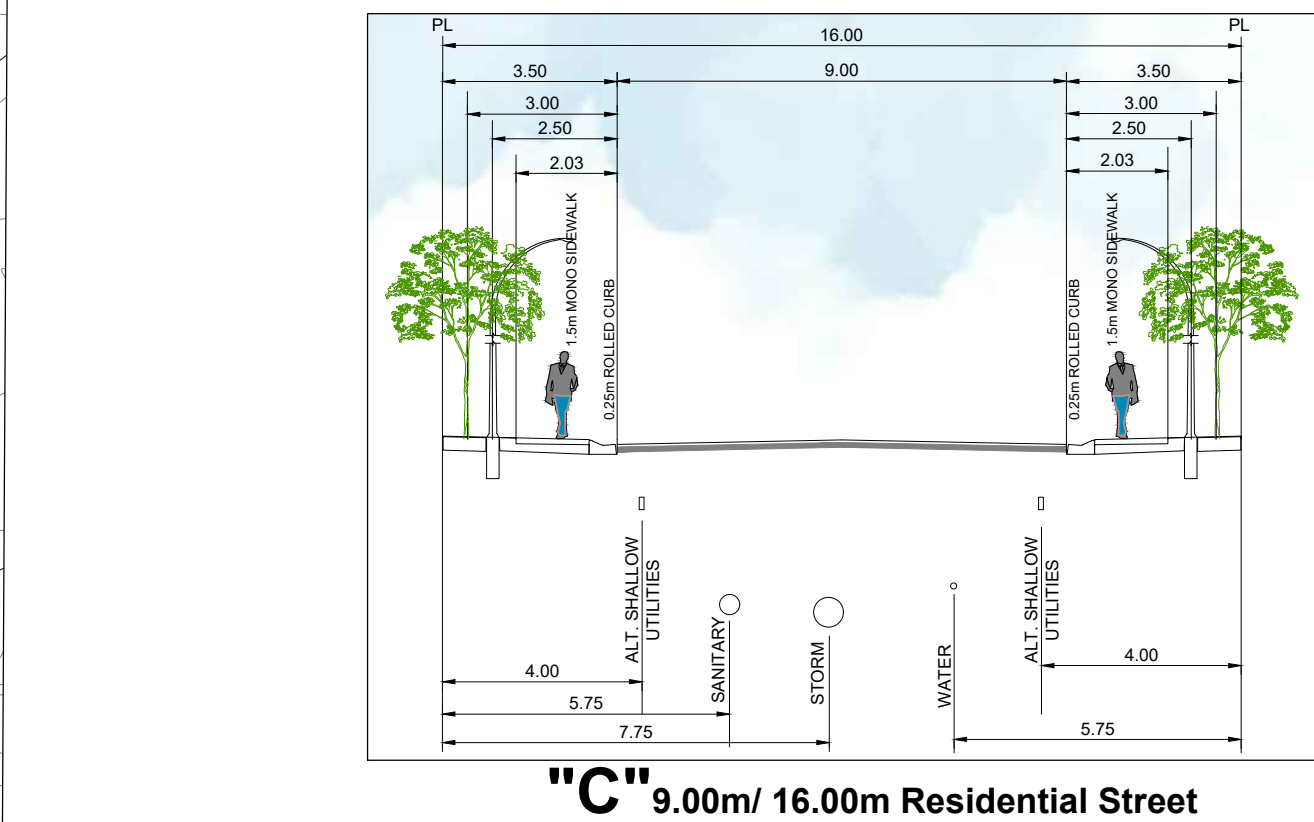 PL
PL
16.00
3.50
9.00
3.50
3.00
3.00
2.50
2.50
2.03
2.03
1.5m MONO SIDEWALK
0.25m ROLLED CURB
0.25m ROLLED CURB
1.5m MONO SIDEWALK
ALT. SHALLOW
UTILITIES
SANITARY
STORM
WATER
ALT. SHALLOW
UTILITIES
4.00
4.00
5.75
5.75
7.75
"C" 9.00m/ 16.00m Residential Street